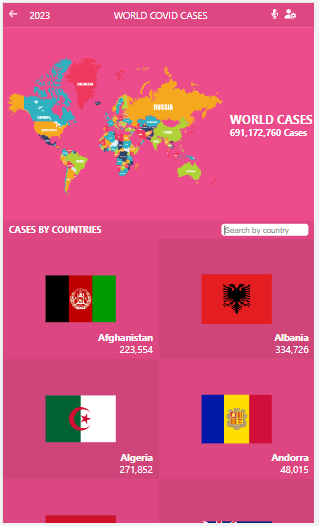 2023 WORLD COVID CASES
GREENLAND
RUSSIA
CANADA
CHINA
WORLD CASES
691,172,760 Cases
CASES BY COUNTRIES Search by country
Afghanistan
223,554
Albania
334,726
Algeria
271,852
Andorra
48,015